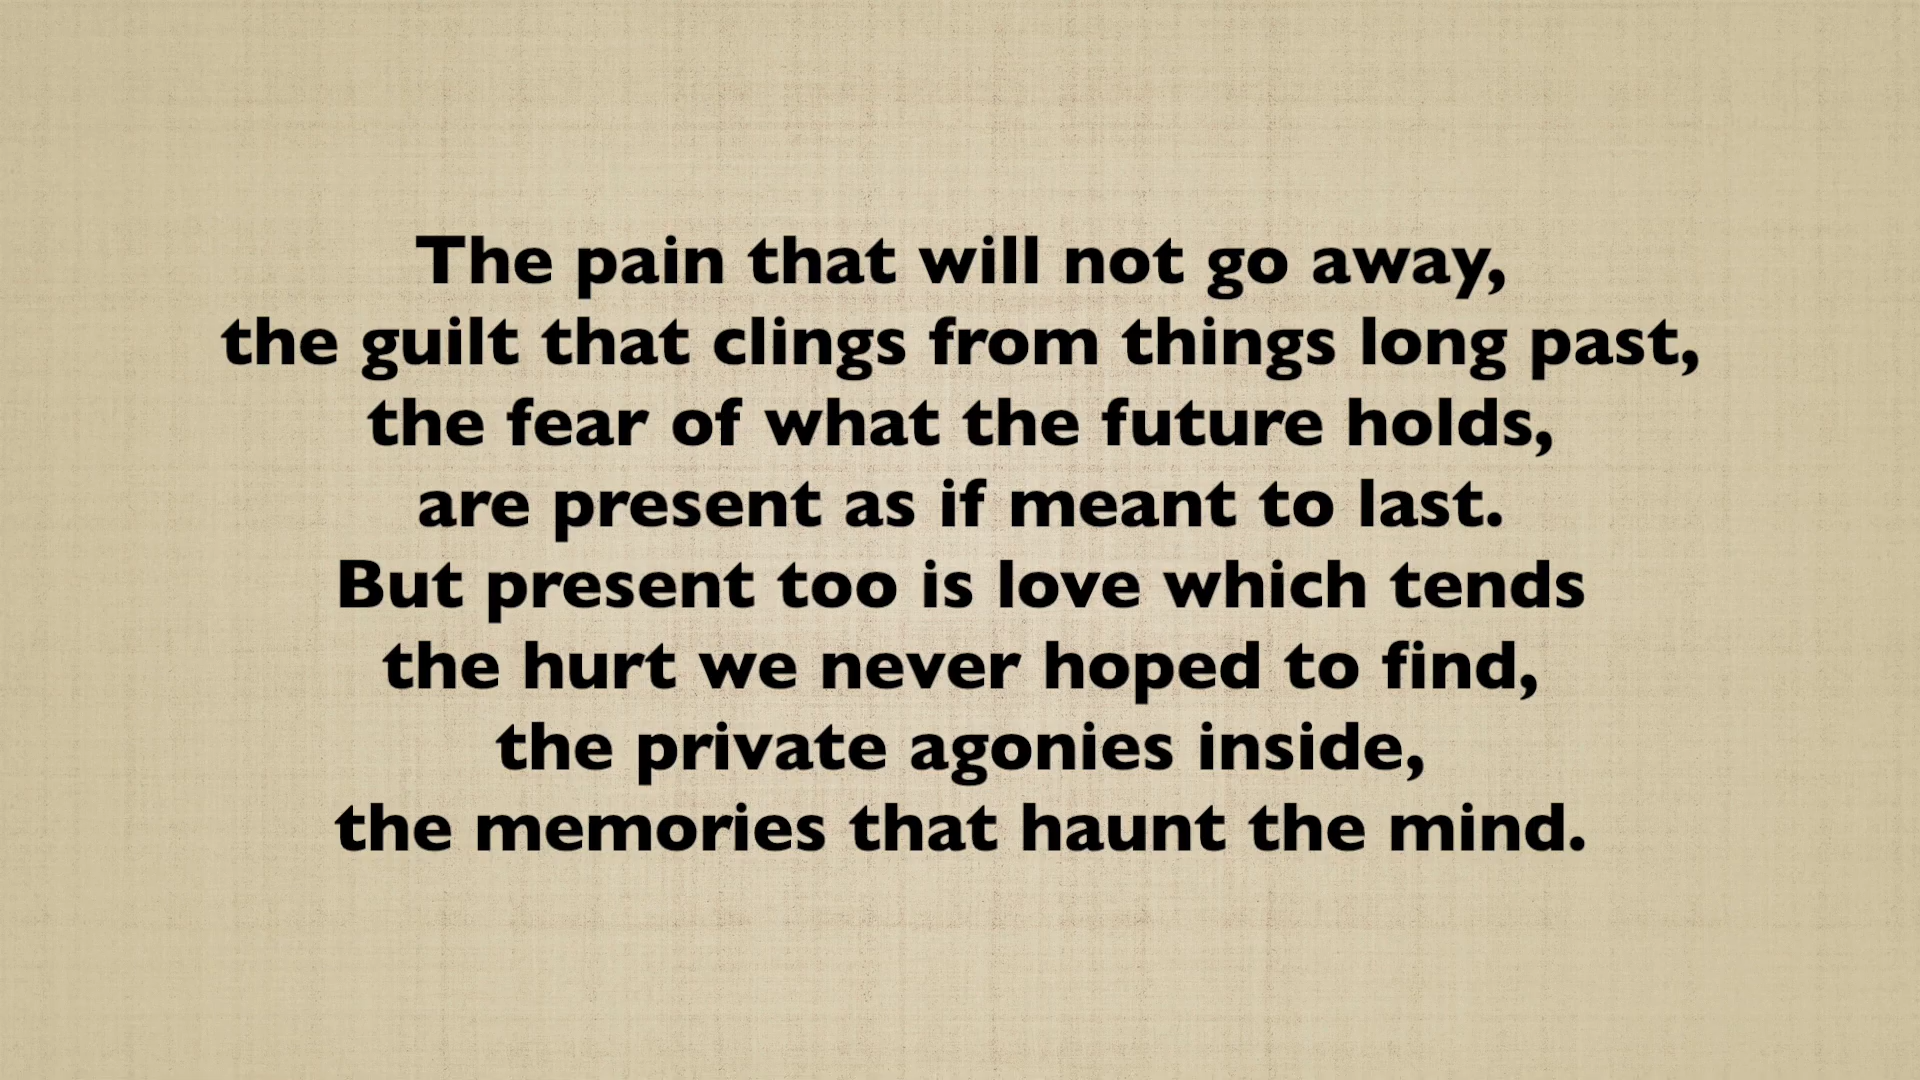 The pain that will not go away,
the guilt that clings from things long past,
the fear of what the future holds,
are present as if meant to last.
But present too is love which tends
the hurt we never hoped to find,
the private agonies inside,
the memories that haunt the mind.